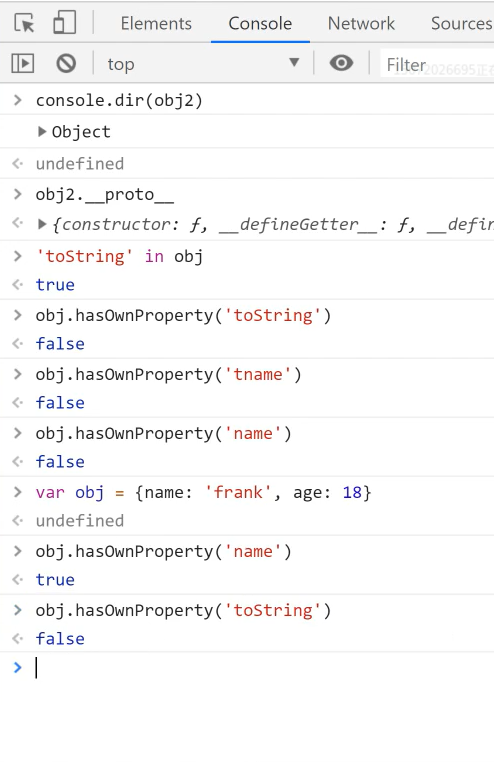 Elements Console Network Sources
top Filter
console.dir(obj2)
Object
undefined
obj2.__proto__
{constructor: ƒ, __defineGetter__: ƒ, __defin
'toString' in obj
true
obj.hasOwnProperty('toString')
false
obj.hasOwnProperty('tname')
false
obj.hasOwnProperty('name')
false
var obj = {name: 'frank', age: 18}
undefined
obj.hasOwnProperty('name')
true
obj.hasOwnProperty('toString')
false